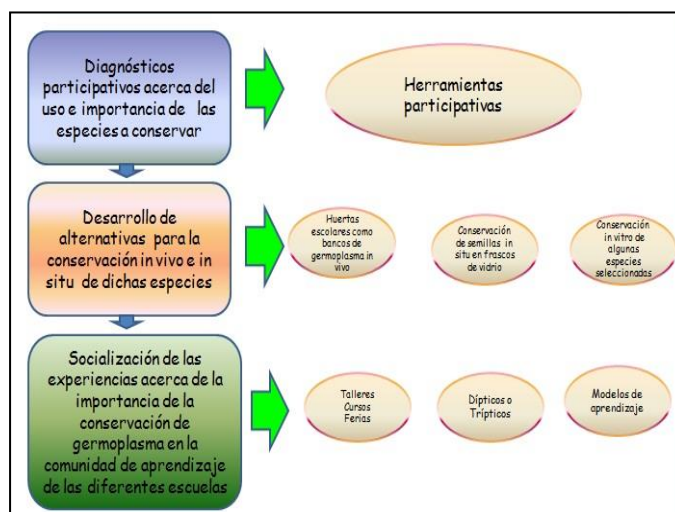 Diagnósticos
participativos acerca del
uso e importancia de las
especies a conservar
Herramientas
participativas
Desarrollo de
alternativas para la
conservación in vivo e in
situ de dichas especies
Huertas
escolares como
bancos de
germoplasma in
vivo
Conservación
de semillas in
situ en frascos
de vidrio
Conservación
in vitro de
algunas
especies
seleccionadas
Socialización de las
experiencias acerca de la
importancia de la
conservación de
germoplasma en la
comunidad de aprendizaje
de las diferentes escuelas
Talleres
Cursos
Ferias
Dípticos o
Trípticos
Modelos de
aprendizaje